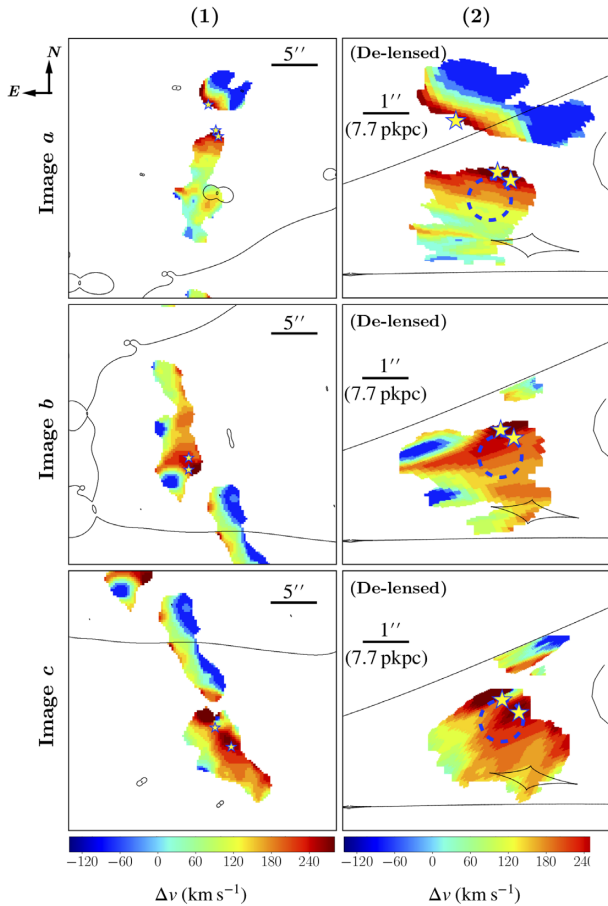 (1) (2)
Image a
N
E
5′′
(De-lensed)
1′′
(7.7 pkpc)
Image b
5′′
(De-lensed)
1′′
(7.7 pkpc)
Image c
5′′
(De-lensed)
1′′
(7.7 pkpc)
−120 −60 0 60 120 180 240
−120 −60 0 60 120 180 240
Δv (km s⁻¹) Δv (km s⁻¹)